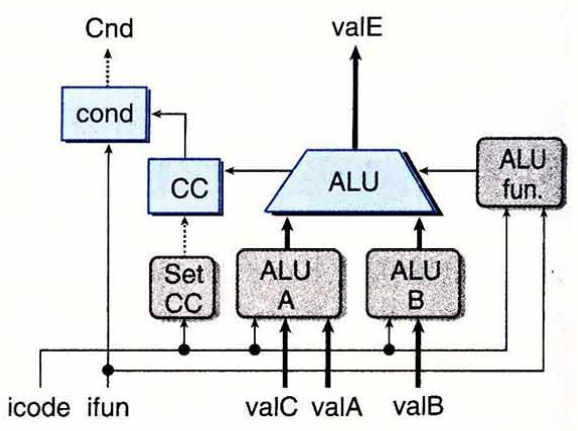 Cnd
valE
cond
CC
ALU
ALU
fun.
Set
CC
ALU
A
ALU
B
icode
ifun
valC
valA
valB